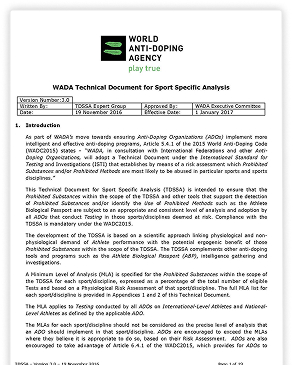 WORLD
ANTI-DOPING
AGENCY
play true
WADA Technical Document for Sport Specific Analysis
Version Number: 3.0
Written By: TDSSA Expert Group Approved By: WADA Executive Committee
Date: 19 November 2016 Effective Date: 1 January 2017
1. Introduction
As part of WADA's move towards ensuring Anti-Doping Organizations (ADOs) implement more
intelligent and effective anti-doping programs, Article 5.4.1 of the 2015 World Anti-Doping Code
(WADC2015) states – "WADA, in consultation with International Federations and other Anti-
Doping Organizations, will adopt a Technical Document under the International Standard for
Testing and Investigations (ISTI) that establishes by means of a risk assessment which Prohibited
Substances and/or Prohibited Methods are most likely to be abused in particular sports and sports
disciplines."
This Technical Document for Sport Specific Analysis (TDSSA) is intended to ensure that the
Prohibited Substances within the scope of the TDSSA and other tools that support the detection
of Prohibited Substances and/or identify the Use of Prohibited Methods such as the Athlete
Biological Passport are subject to an appropriate and consistent level of analysis and adoption by
all ADOs that conduct Testing in those sports/disciplines deemed at risk. Compliance with the
TDSSA is mandatory under the WADC2015.
The development of the TDSSA is based on a scientific approach linking physiological and non-
physiological demand of Athlete performance with the potential ergogenic benefit of those
Prohibited Substances within the scope of the TDSSA. The TDSSA complements other anti-doping
tools and programs such as the Athlete Biological Passport (ABP), intelligence gathering and
investigations.
A Minimum Level of Analysis (MLA) is specified for the Prohibited Substances within the scope of
the TDSSA for each sport/discipline, expressed as a percentage of the total number of eligible
Tests and based on a Physiological Risk Assessment of that sport/discipline. The full MLA list for
each sport/discipline is provided in Appendices 1 and 2 of this Technical Document.
The MLA applies to Testing conducted by all ADOs on International-Level Athletes and National-
Level Athletes as defined by the applicable ADO.
The MLAs for each sport/discipline should not be considered as the precise level of analysis that
an ADO should implement in that sport/discipline. ADOs are encouraged to exceed the MLAs
where they believe it is appropriate to do so, based on their Risk Assessment. ADOs are also
encouraged to take advantage of Article 6.4.1 of the WADC2015, which provides for ADOs to
TDSSA – Version 3.0 – 19 November 2016 Page 1 of 19